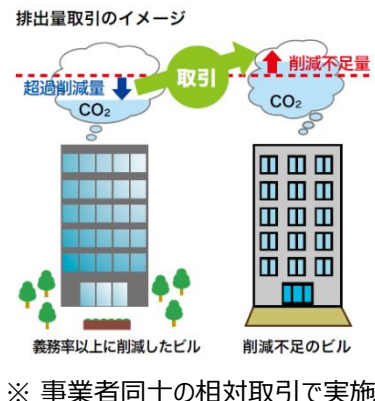 排出量取引のイメージ
取引
削減不足量
超過削減量
CO₂
CO₂
義務率以上に削減したビル
削減不足のビル
※ 事業者同士の相対取引で実施